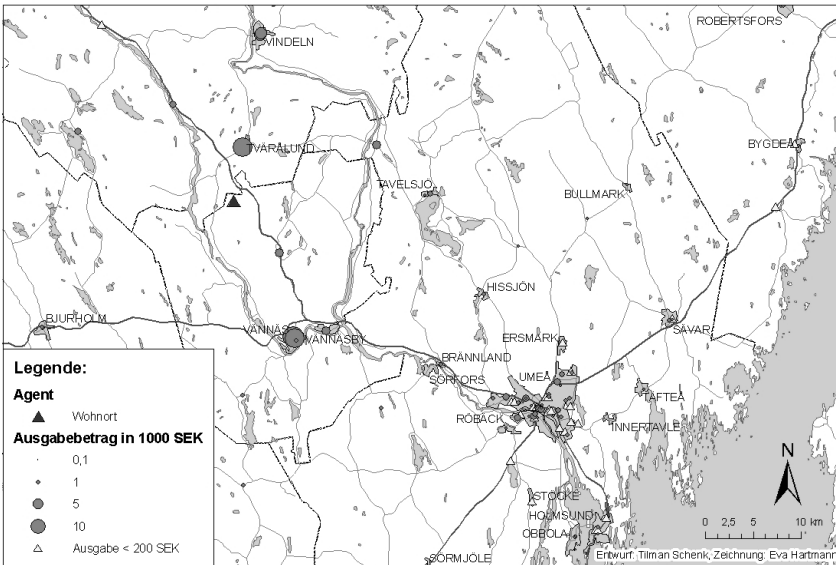 ROBERTSFORS
VINDELN
TVÄRÅLUND
BYGDEÅ
TAVELSJÖ
BULLMARK
HISSJÖN
BJURHOLM
SÄVAR
VÄNNÄS
VÄNNÄSBY
ERSMARK
BRÄNNLAND
SÖRFORS
UMEÅ
TÄFTEÅ
RÖBÄCK
INNERTAVLE
STÖCKE
HOLMSUND
OBBOLA
SÖRMJÖLE
Legende:
Agent
Wohnort
Ausgabebetrag in 1000 SEK
0,1
1
5
10
Ausgabe < 200 SEK
N
0 2,5 5 10 km
Entwurf: Tilman Schenk, Zeichnung: Eva Hartmann